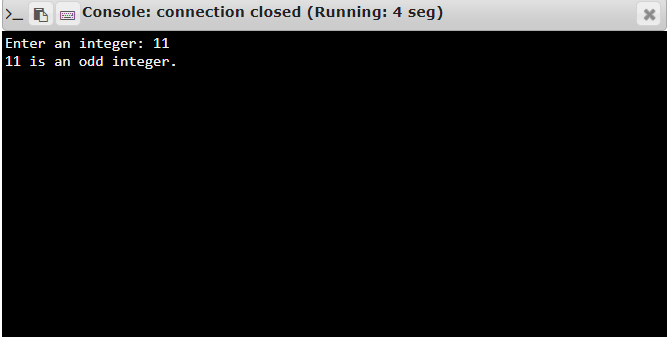 >_ Console: connection closed (Running: 4 seg)
Enter an integer: 11
11 is an odd integer.